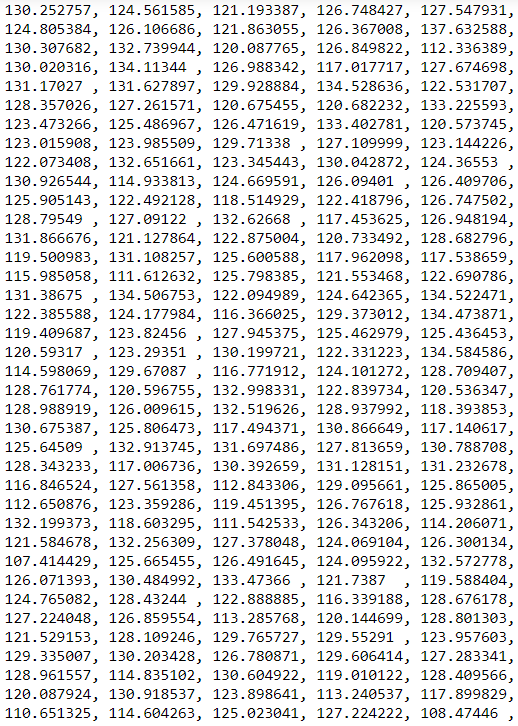 130.252757, 124.561585, 121.193387, 126.748427, 127.547931,
124.805384, 126.106686, 121.863055, 126.367008, 137.632588,
130.307682, 132.739944, 120.087765, 126.849822, 112.336389,
130.020316, 134.11344 , 126.988342, 117.017717, 127.674698,
131.17027 , 131.627897, 129.928884, 134.528636, 122.531707,
128.357026, 127.261571, 120.675455, 120.682232, 133.225593,
123.473266, 125.486967, 126.471619, 133.402781, 120.573745,
123.015908, 123.985509, 129.71338 , 127.109999, 123.144226,
122.073408, 132.651661, 123.345443, 130.042872, 124.36553 ,
130.926544, 114.933813, 124.669591, 126.09401 , 126.409706,
125.905143, 122.492128, 118.514929, 122.418796, 126.747502,
128.79549 , 127.09122 , 132.62668 , 117.453625, 126.948194,
131.866676, 121.127864, 122.875004, 120.733492, 128.682796,
119.500983, 131.108257, 125.600588, 117.962098, 117.538659,
115.985058, 111.612632, 125.798385, 121.553468, 122.690786,
131.38675 , 134.506753, 122.094989, 124.642365, 134.522471,
122.385588, 124.177984, 116.366025, 129.373012, 134.473871,
119.409687, 123.82456 , 127.945375, 125.462979, 125.436453,
120.59317 , 123.29351 , 130.199721, 122.331223, 134.584586,
114.598069, 129.67087 , 116.771912, 124.101272, 128.709407,
128.761774, 120.596755, 132.998331, 122.839734, 120.536347,
128.988919, 126.009615, 132.519626, 128.937992, 118.393853,
130.675387, 125.806473, 117.494371, 130.866649, 117.140617,
125.64509 , 132.913745, 131.697486, 127.813659, 130.788708,
128.343233, 117.006736, 130.392659, 131.128151, 131.232678,
116.846524, 127.561358, 112.843306, 129.095661, 125.865005,
112.650876, 123.359286, 119.451395, 126.767618, 125.932861,
132.199373, 118.603295, 111.542533, 126.343206, 114.206071,
121.584678, 132.256309, 127.378048, 124.069104, 126.300134,
107.414429, 125.665455, 126.491645, 124.095922, 132.572778,
126.071393, 130.484992, 133.47366 , 121.7387   , 119.588404,
124.765082, 128.43244 , 122.888885, 116.339188, 128.676178,
127.224048, 126.859554, 113.285768, 120.144699, 128.801303,
121.529153, 128.109246, 129.765727, 129.55291 , 123.957603,
129.335007, 130.203428, 126.780871, 129.606414, 127.283341,
128.961557, 114.835102, 130.604922, 119.010122, 128.409566,
120.087924, 130.918537, 123.898641, 113.240537, 117.899829,
110.651325, 114.604263, 125.023041, 127.224222, 108.47446 ,